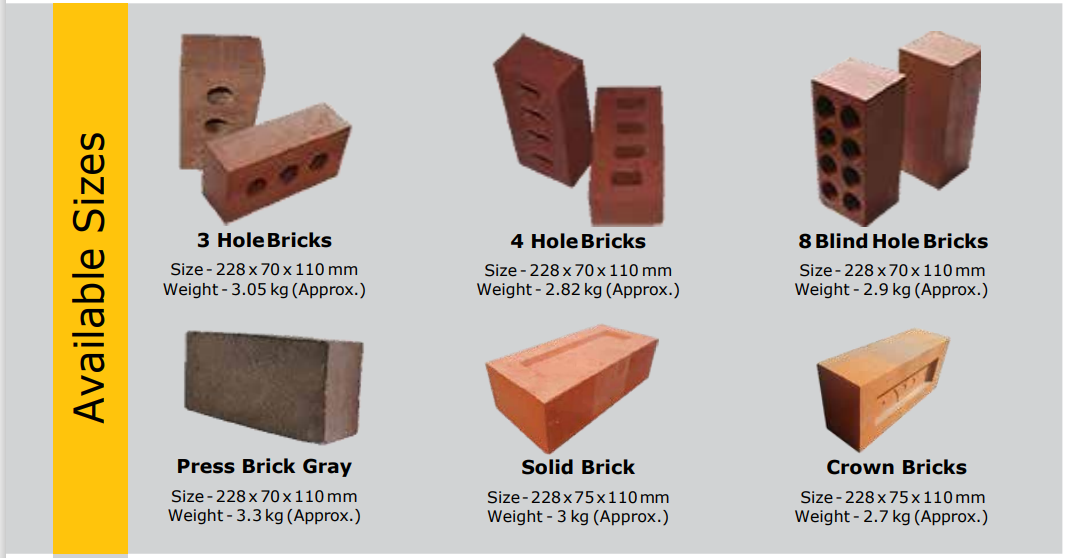 Available Sizes
3 Hole Bricks
Size - 228 x 70 x 110 mm
Weight - 3.05 kg (Approx.)
4 Hole Bricks
Size - 228 x 70 x 110 mm
Weight - 2.82 kg (Approx.)
8 Blind Hole Bricks
Size - 228 x 70 x 110 mm
Weight - 2.9 kg (Approx.)
Press Brick Gray
Size - 228 x 70 x 110 mm
Weight - 3.3 kg (Approx.)
Solid Brick
Size - 228 x 75 x 110 mm
Weight - 3 kg (Approx.)
Crown Bricks
Size - 228 x 75 x 110 mm
Weight - 2.7 kg (Approx.)